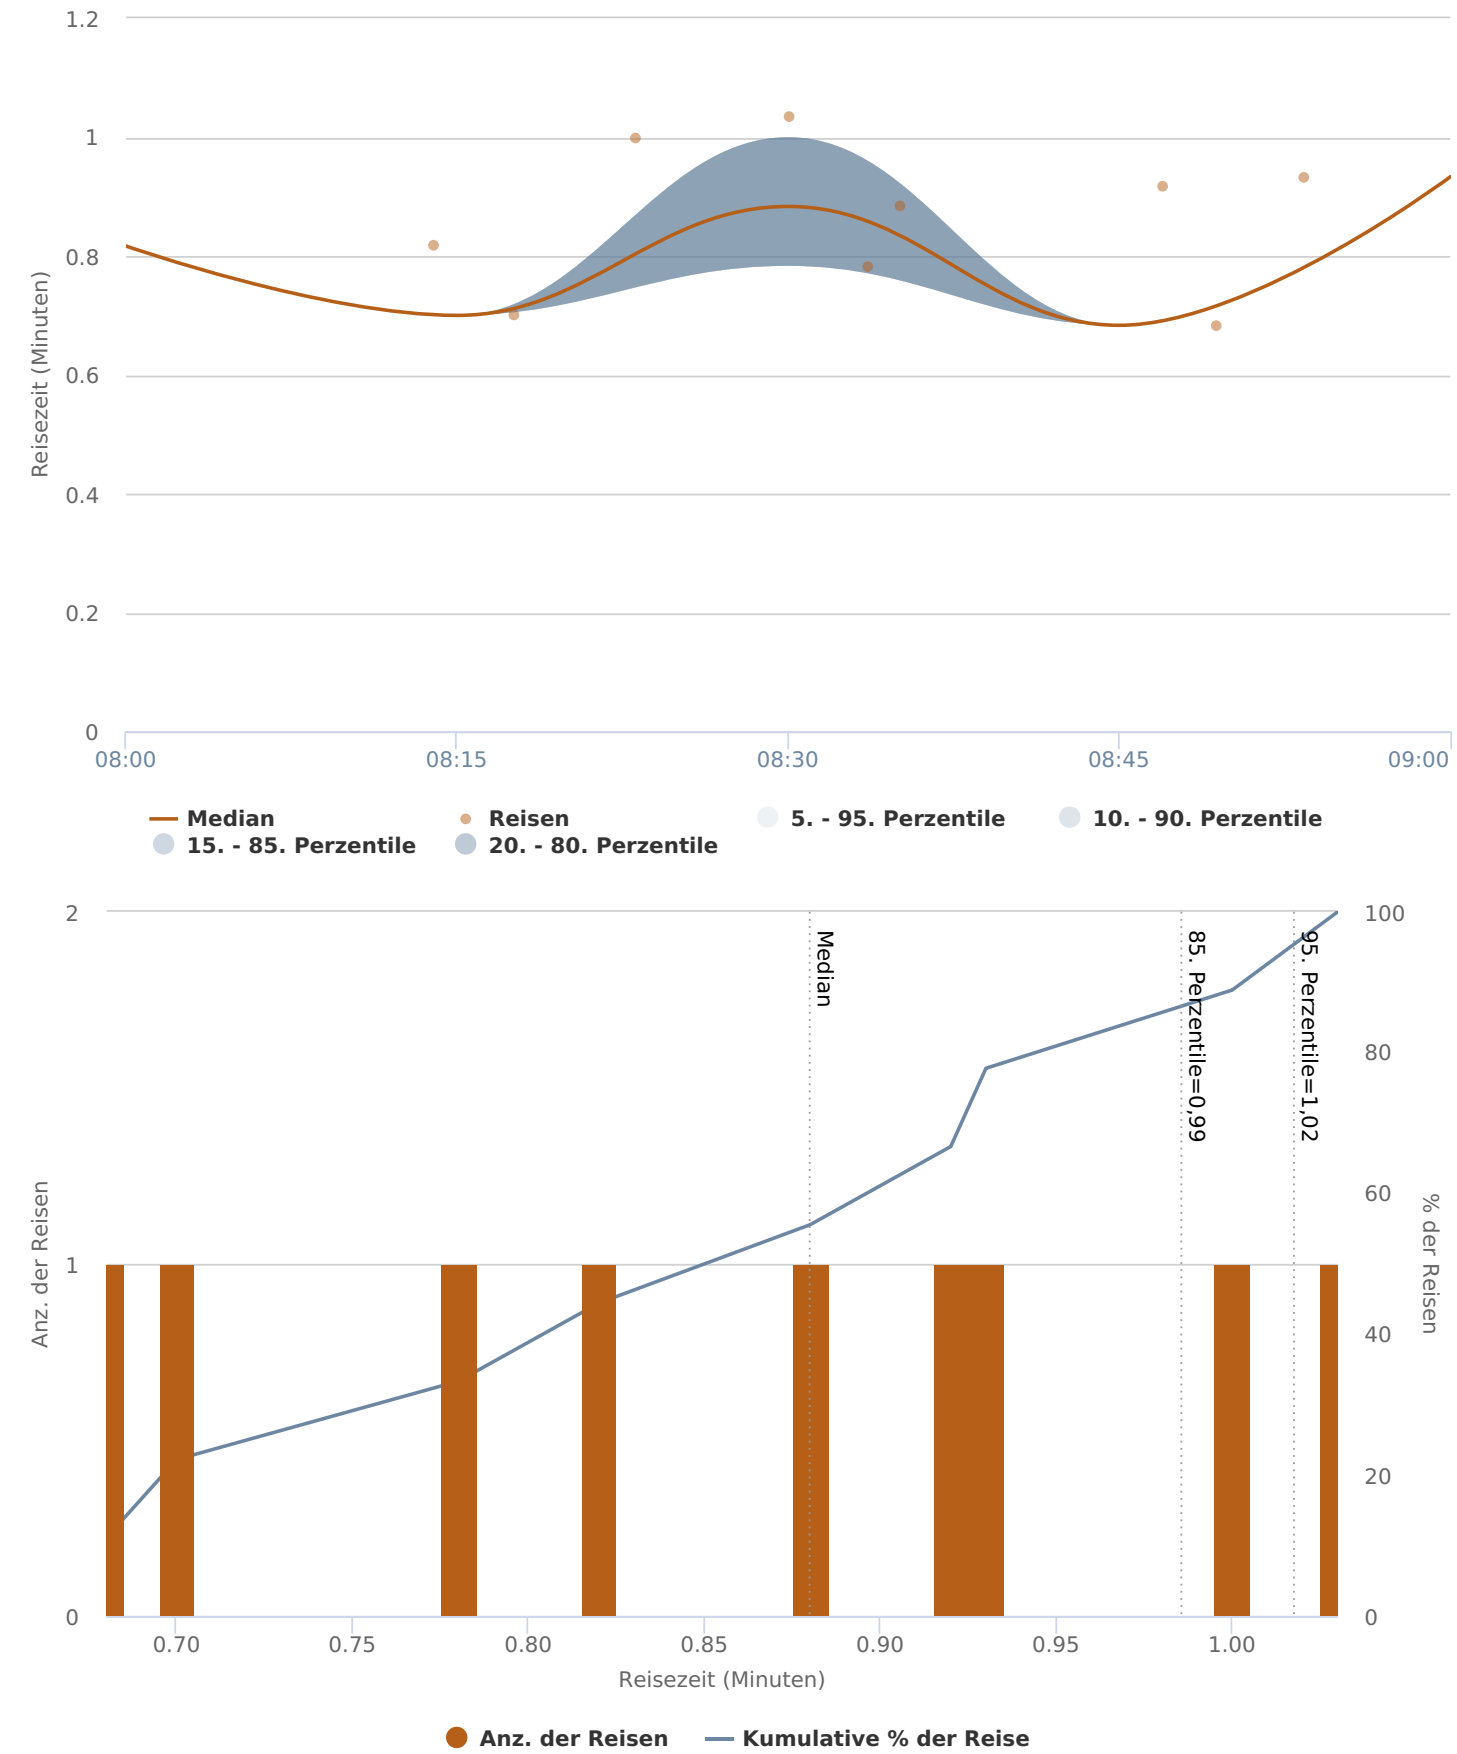 1.2
1
0.8
0.6
0.4
0.2
0
Reisezeit (Minuten)
08:00 08:15 08:30 08:45 09:00
Median Reisen 5. - 95. Perzentile 10. - 90. Perzentile
15. - 85. Perzentile 20. - 80. Perzentile
2
1
0
Anz. der Reisen
Median
85. Perzentile=0,99
95. Perzentile=1,02
100
80
60
40
20
0
% der Reisen
0.70 0.75 0.80 0.85 0.90 0.95 1.00
Reisezeit (Minuten)
Anz. der Reisen Kumulative % der Reise